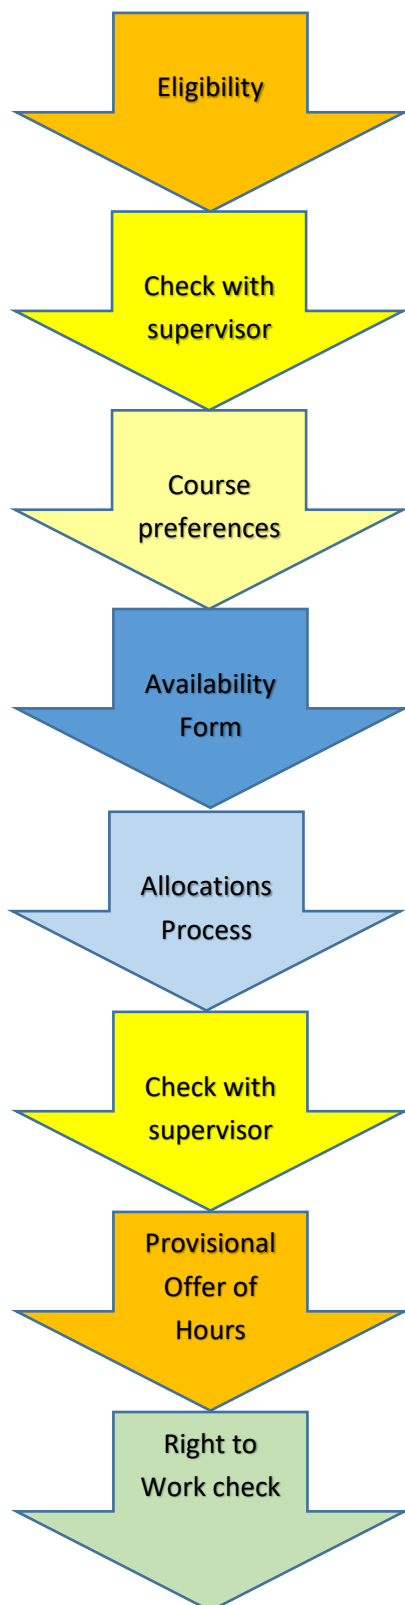 Eligibility
Check with
supervisor
Course
preferences
Availability
Form
Allocations
Process
Check with
supervisor
Provisional
Offer of
Hours
Right to
Work check